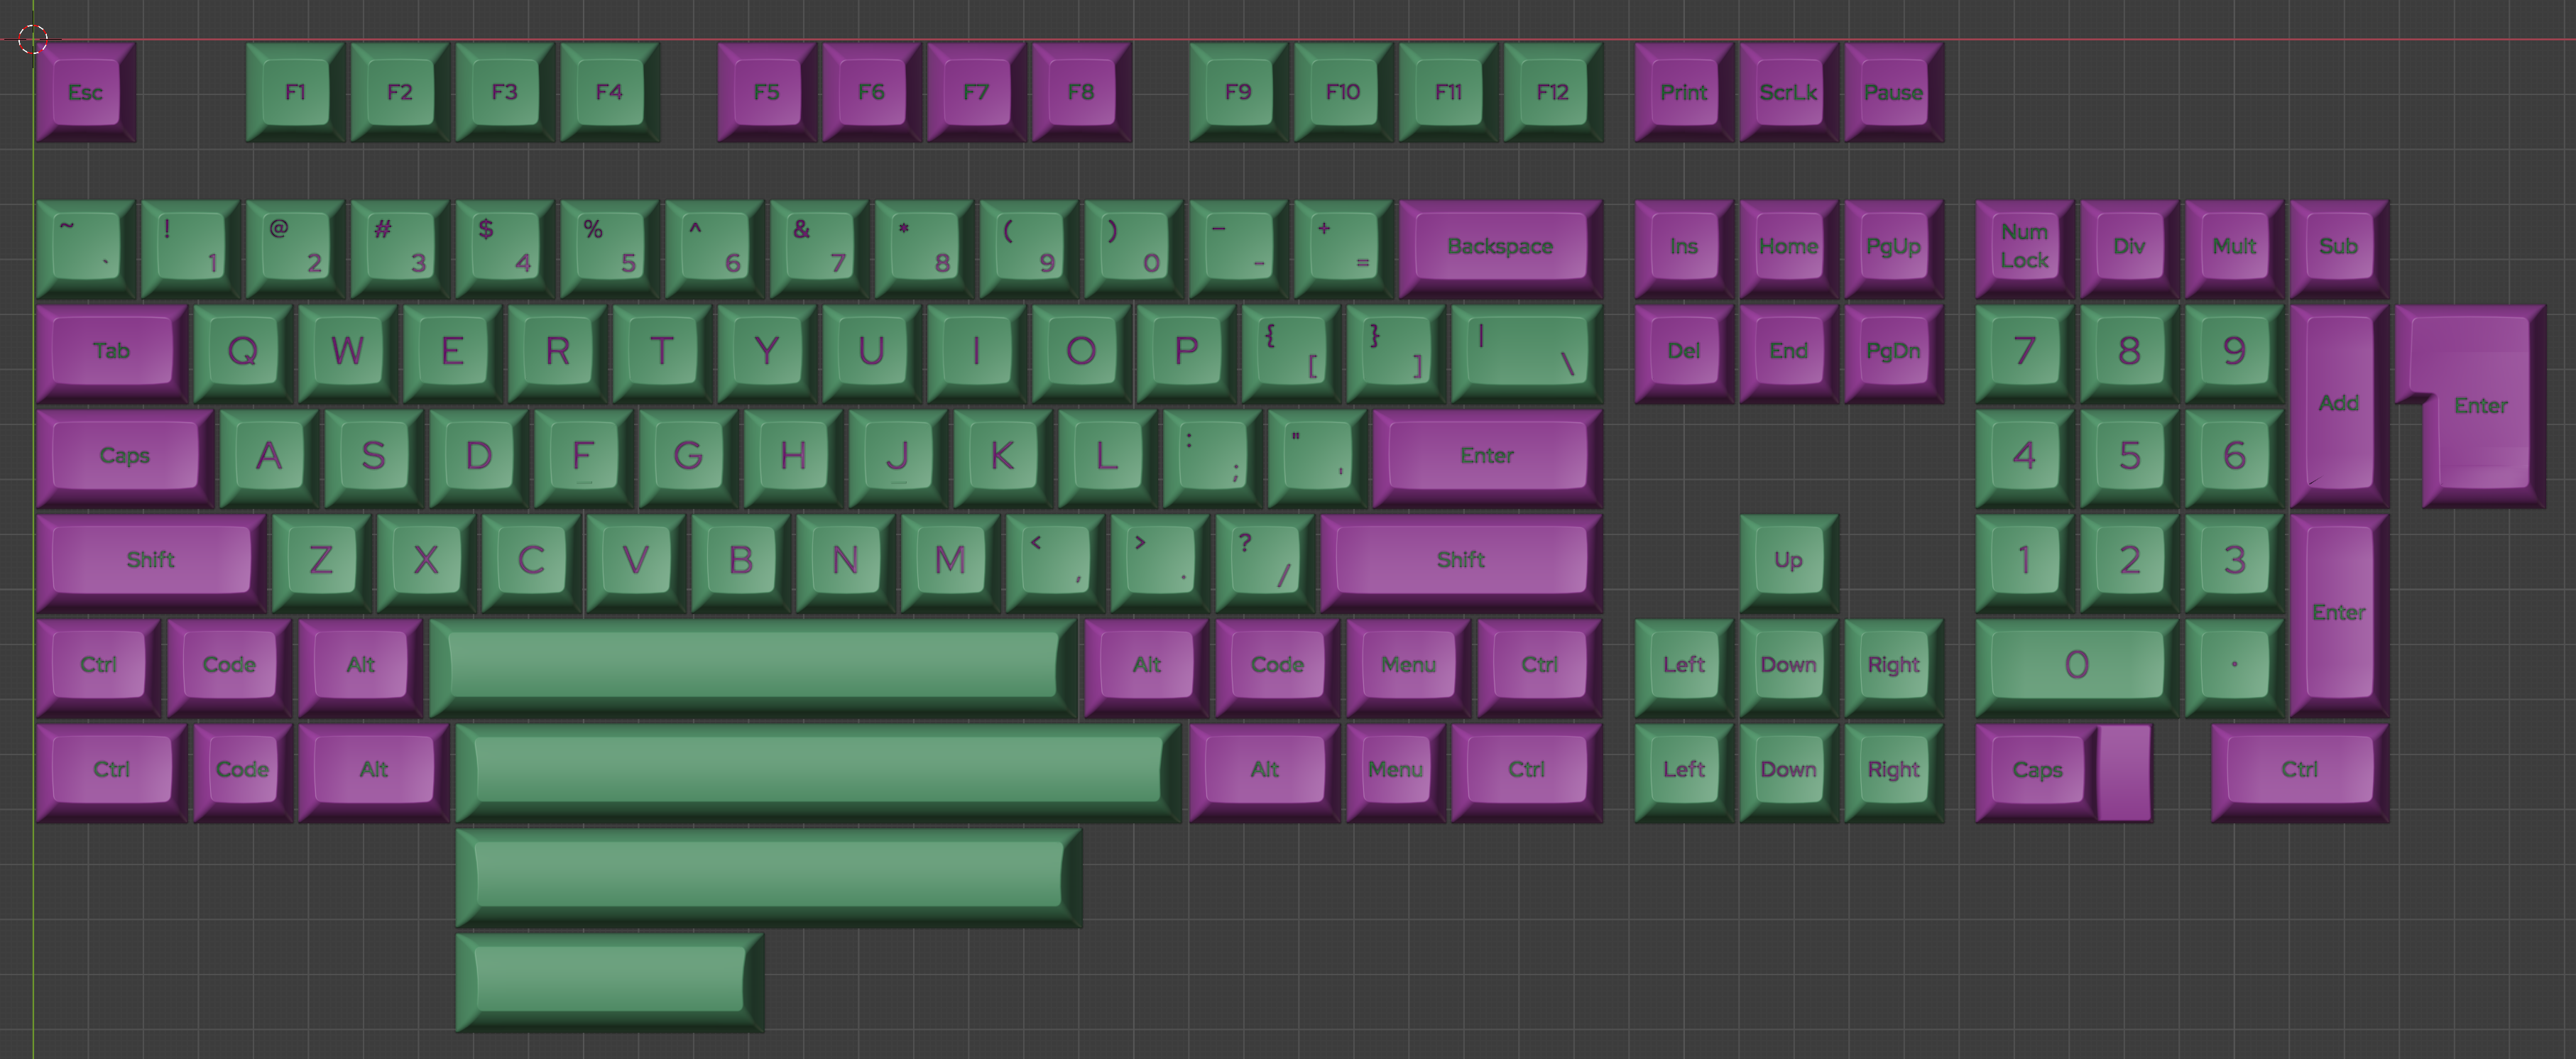 Esc F1 F2 F3 F4 F5 F6 F7 F8 F9 F10 F11 F12 Print ScrLk Pause
~ ! @ # $ % ^ & * ( ) _ +
` 1 2 3 4 5 6 7 8 9 0 - = Backspace Ins Home PgUp Num Lock Div Mult Sub
Tab Q W E R T Y U I O P { [ } ] | \ Del End PgDn 7 8 9 Add Enter
Caps A S D F G H J K L : ; " ' Enter 4 5 6
Shift Z X C V B N M < , > . ? / Shift Up 1 2 3 Enter
Ctrl Code Alt Alt Code Menu Ctrl Left Down Right 0 .
Ctrl Code Alt Alt Menu Ctrl Left Down Right Caps Ctrl